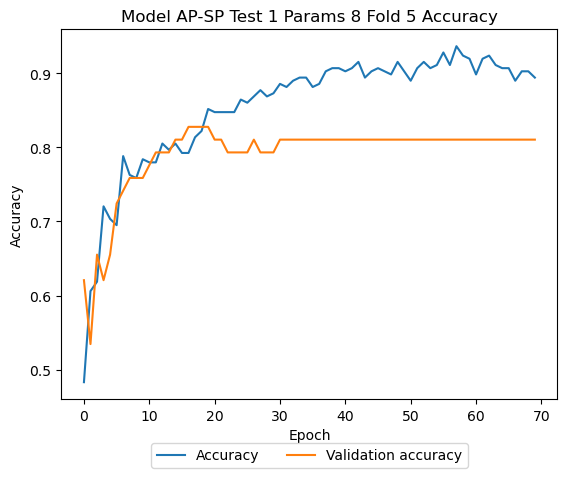 Model AP-SP Test 1 Params 8 Fold 5 Accuracy
0.9
0.8
0.7
0.6
0.5
Accuracy
0 10 20 30 40 50 60 70
Epoch
Accuracy Validation accuracy